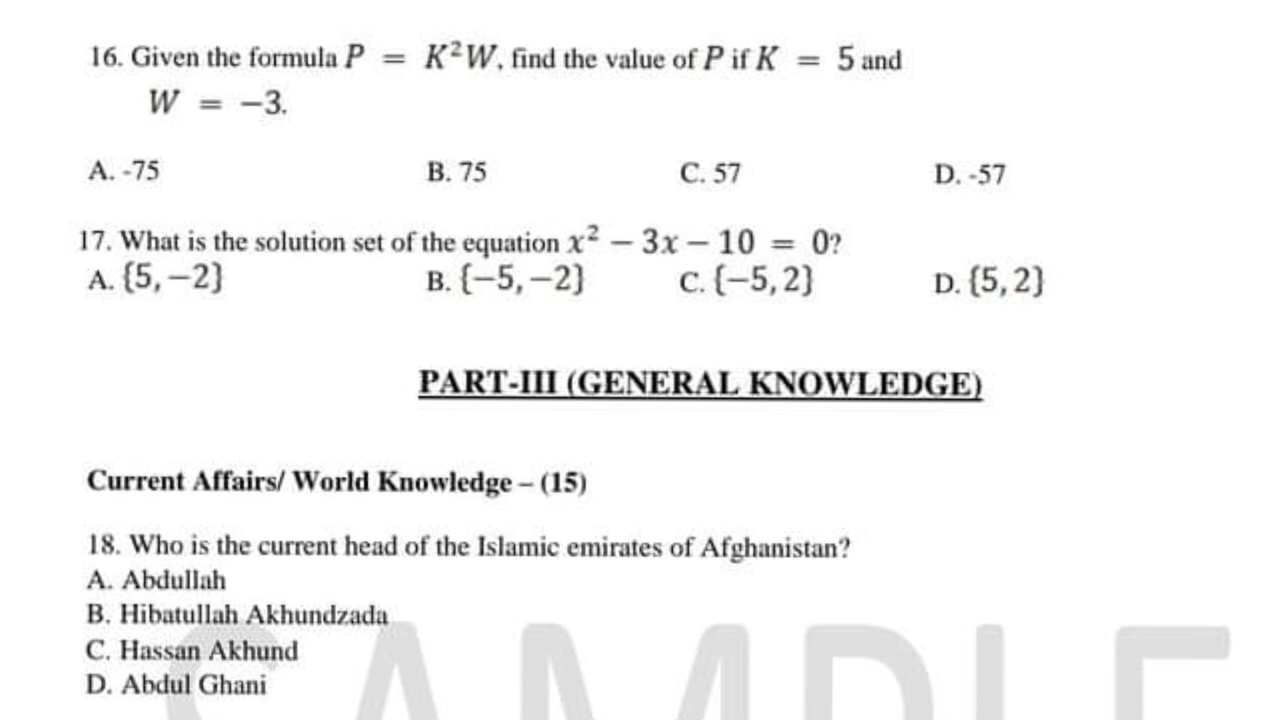 16. Given the formula P = K²W, find the value of P if K = 5 and
W = −3.
A. -75 B. 75 C. 57 D. -57
17. What is the solution set of the equation x² − 3x − 10 = 0?
A. {5,−2} B. {−5,−2} C. {−5,2} D. {5,2}
PART-III (GENERAL KNOWLEDGE)
Current Affairs/ World Knowledge – (15)
18. Who is the current head of the Islamic emirates of Afghanistan?
A. Abdullah
B. Hibatullah Akhundzada
C. Hassan Akhund
D. Abdul Ghani
SAMPLE